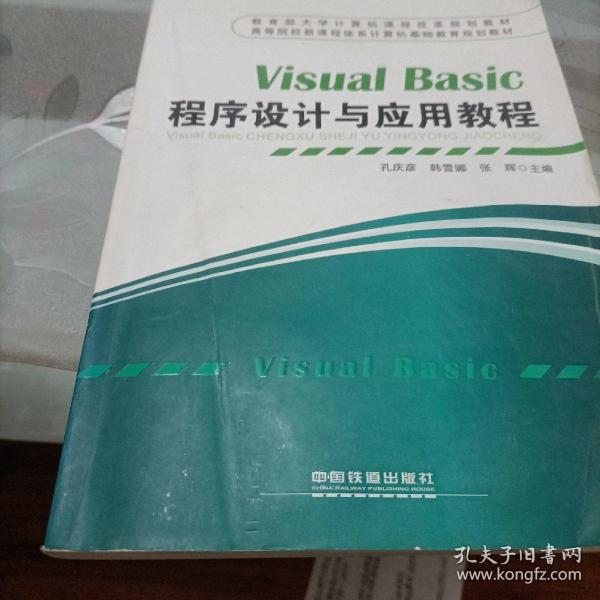 教育部大学计算机课程改革规划教材
高等院校新课程体系计算机基础教育规划教材
Visual Basic
程序设计与应用教程
Visual Basic CHENGXU SHEJI YU YINGYONG JIAOCHENG
孔庆彦 韩雪娜 张 辉○主编
Visual Basic
中国铁道出版社
CHINA RAILWAY PUBLISHING HOUSE
孔夫子旧书网
www.kongfz.com